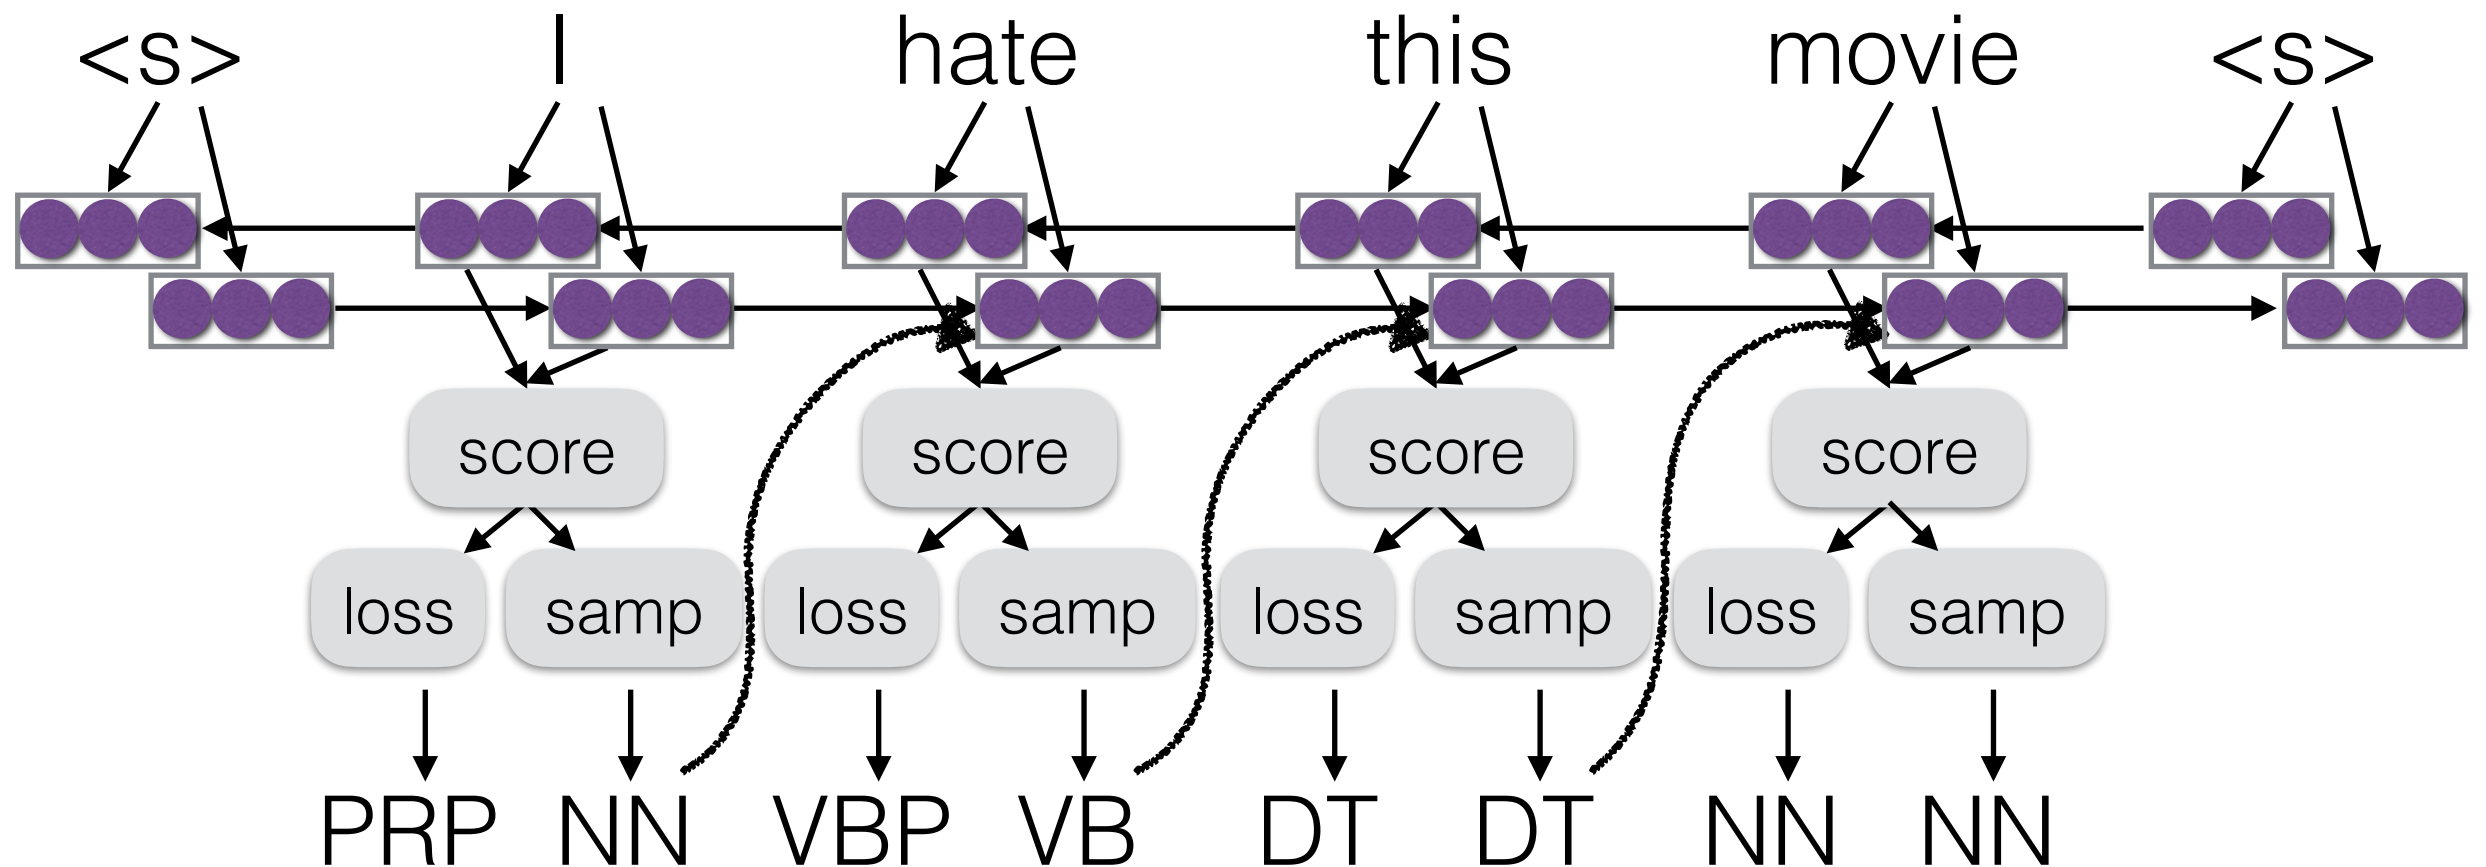 <s> I hate this movie <s>
score score score score
loss samp loss samp loss samp loss samp
PRP NN VBP VB DT DT NN NN